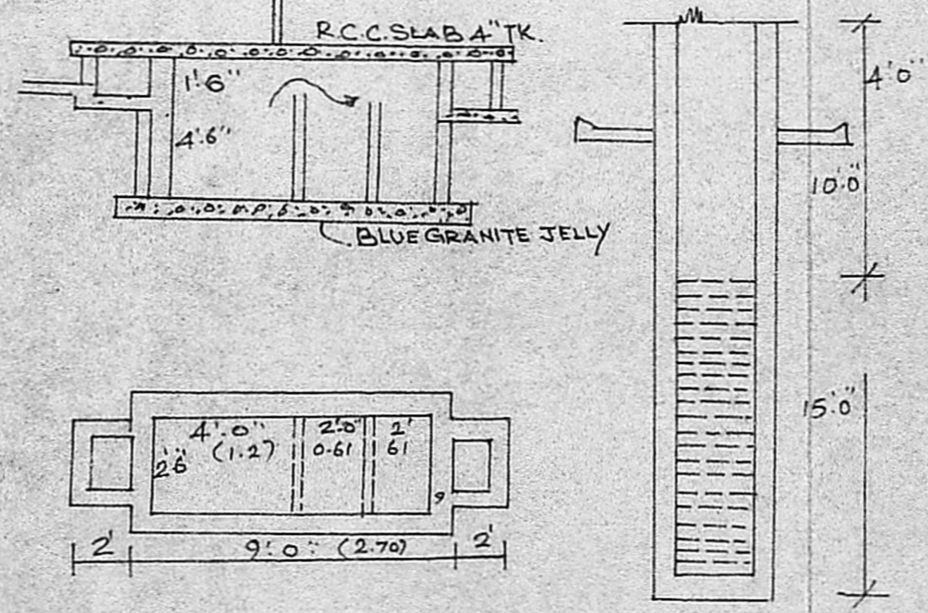 R.C.C. SLAB 4" TK.
1'.6"
4'.6"
BLUE GRANITE JELLY
4'.0"
10'.0"
15'.0"
4'.0" 2'.0" 2'
(1.2) 0.61 61
2'6"
9
2' 9'.0" (2.70) 2'